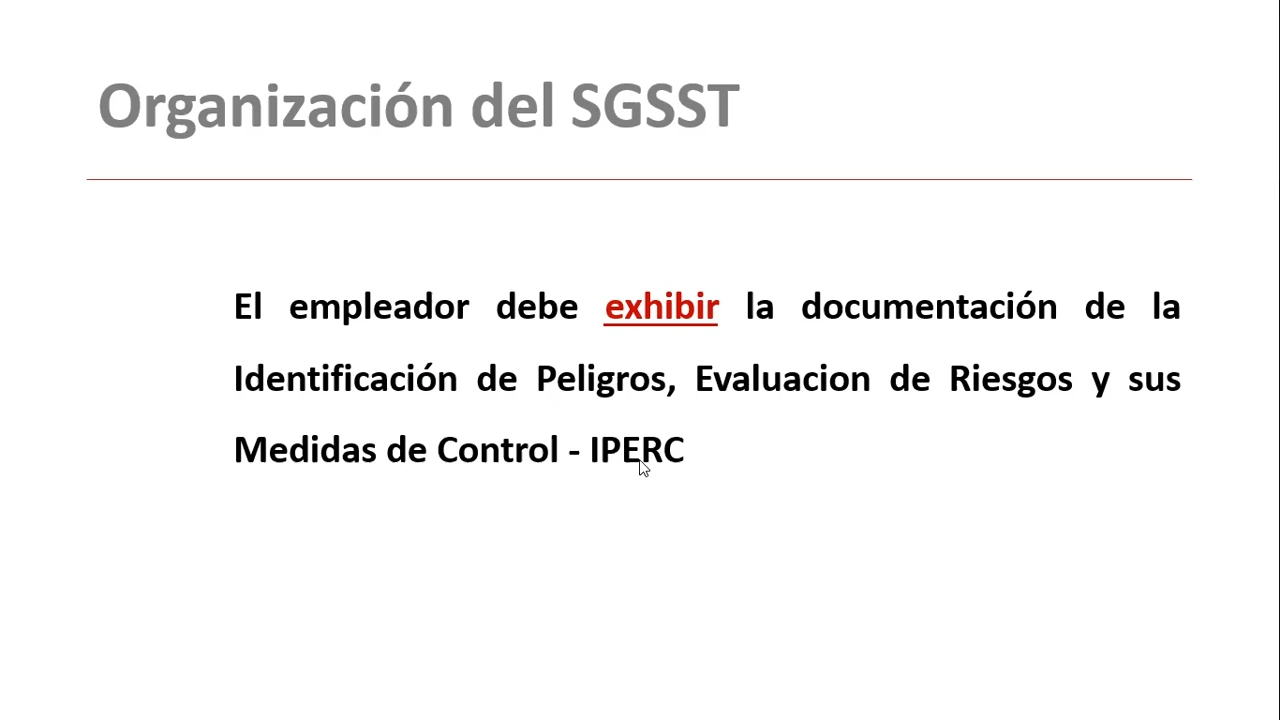 Organización del SGSST
El empleador debe exhibir la documentación de la
Identificación de Peligros, Evaluacion de Riesgos y sus
Medidas de Control - IPERC